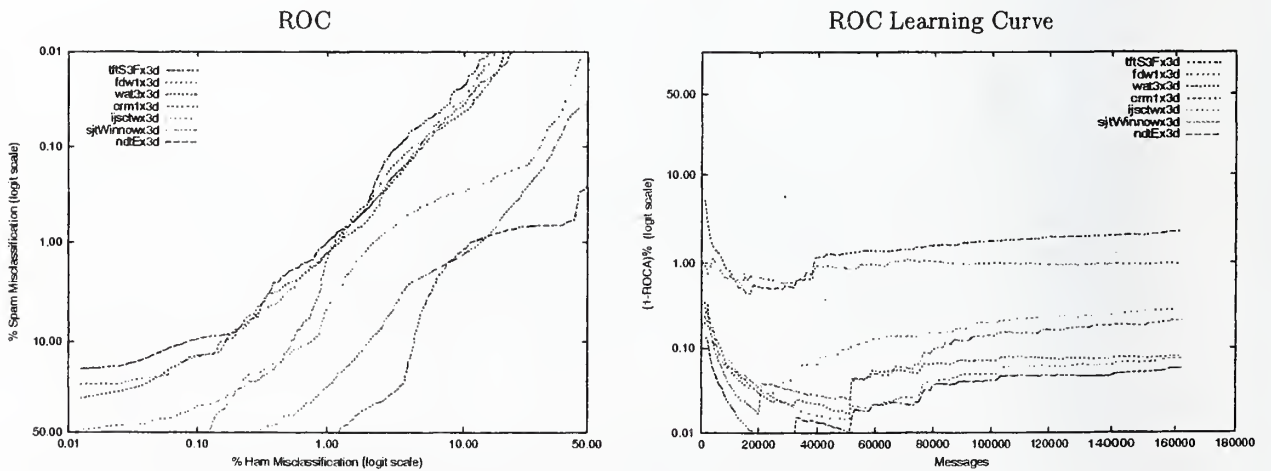 ROC
0.01
0.10
1.00
10.00
50.00
% Spam Misclassification (logit scale)
tftS3Fx3d
fdw1x3d
wat3x3d
crm1x3d
ijsctwx3d
sjtWinnowx3d
ndtEx3d
0.01
0.10
1.00
10.00
50.00
% Ham Misclassification (logit scale)
ROC Learning Curve
50.00
10.00
1.00
0.10
0.01
(1-ROCA)% (logit scale)
tftS3Fx3d
fdw1x3d
wat3x3d
crm1x3d
ijsctwx3d
sjtWinnowx3d
ndtEx3d
0
20000
40000
60000
80000
100000
120000
140000
160000
180000
Messages